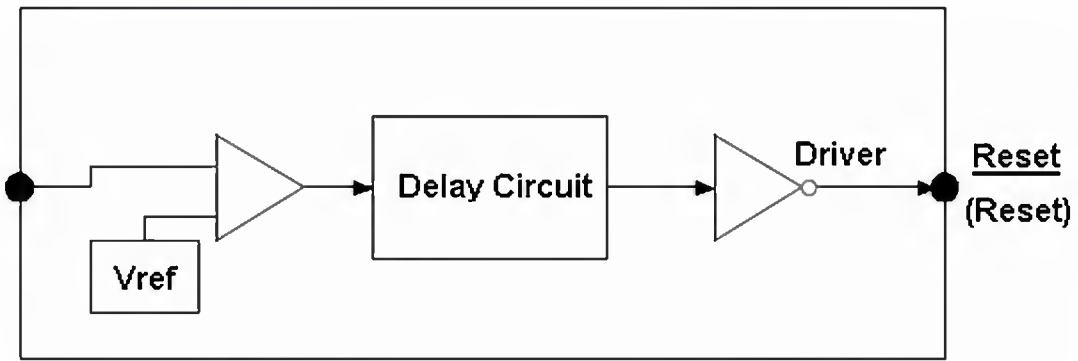 Driver
Reset
Delay Circuit
(Reset)
Vref